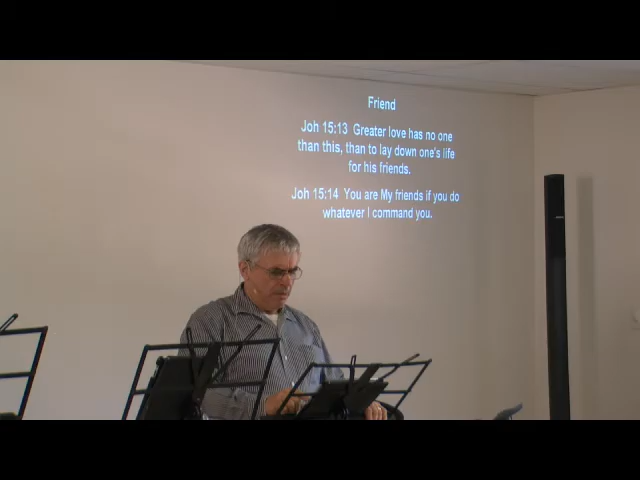 Friend
Joh 15:13 Greater love has no one
than this, than to lay down one's life
for his friends.
Joh 15:14 You are My friends if you do
whatever I command you.